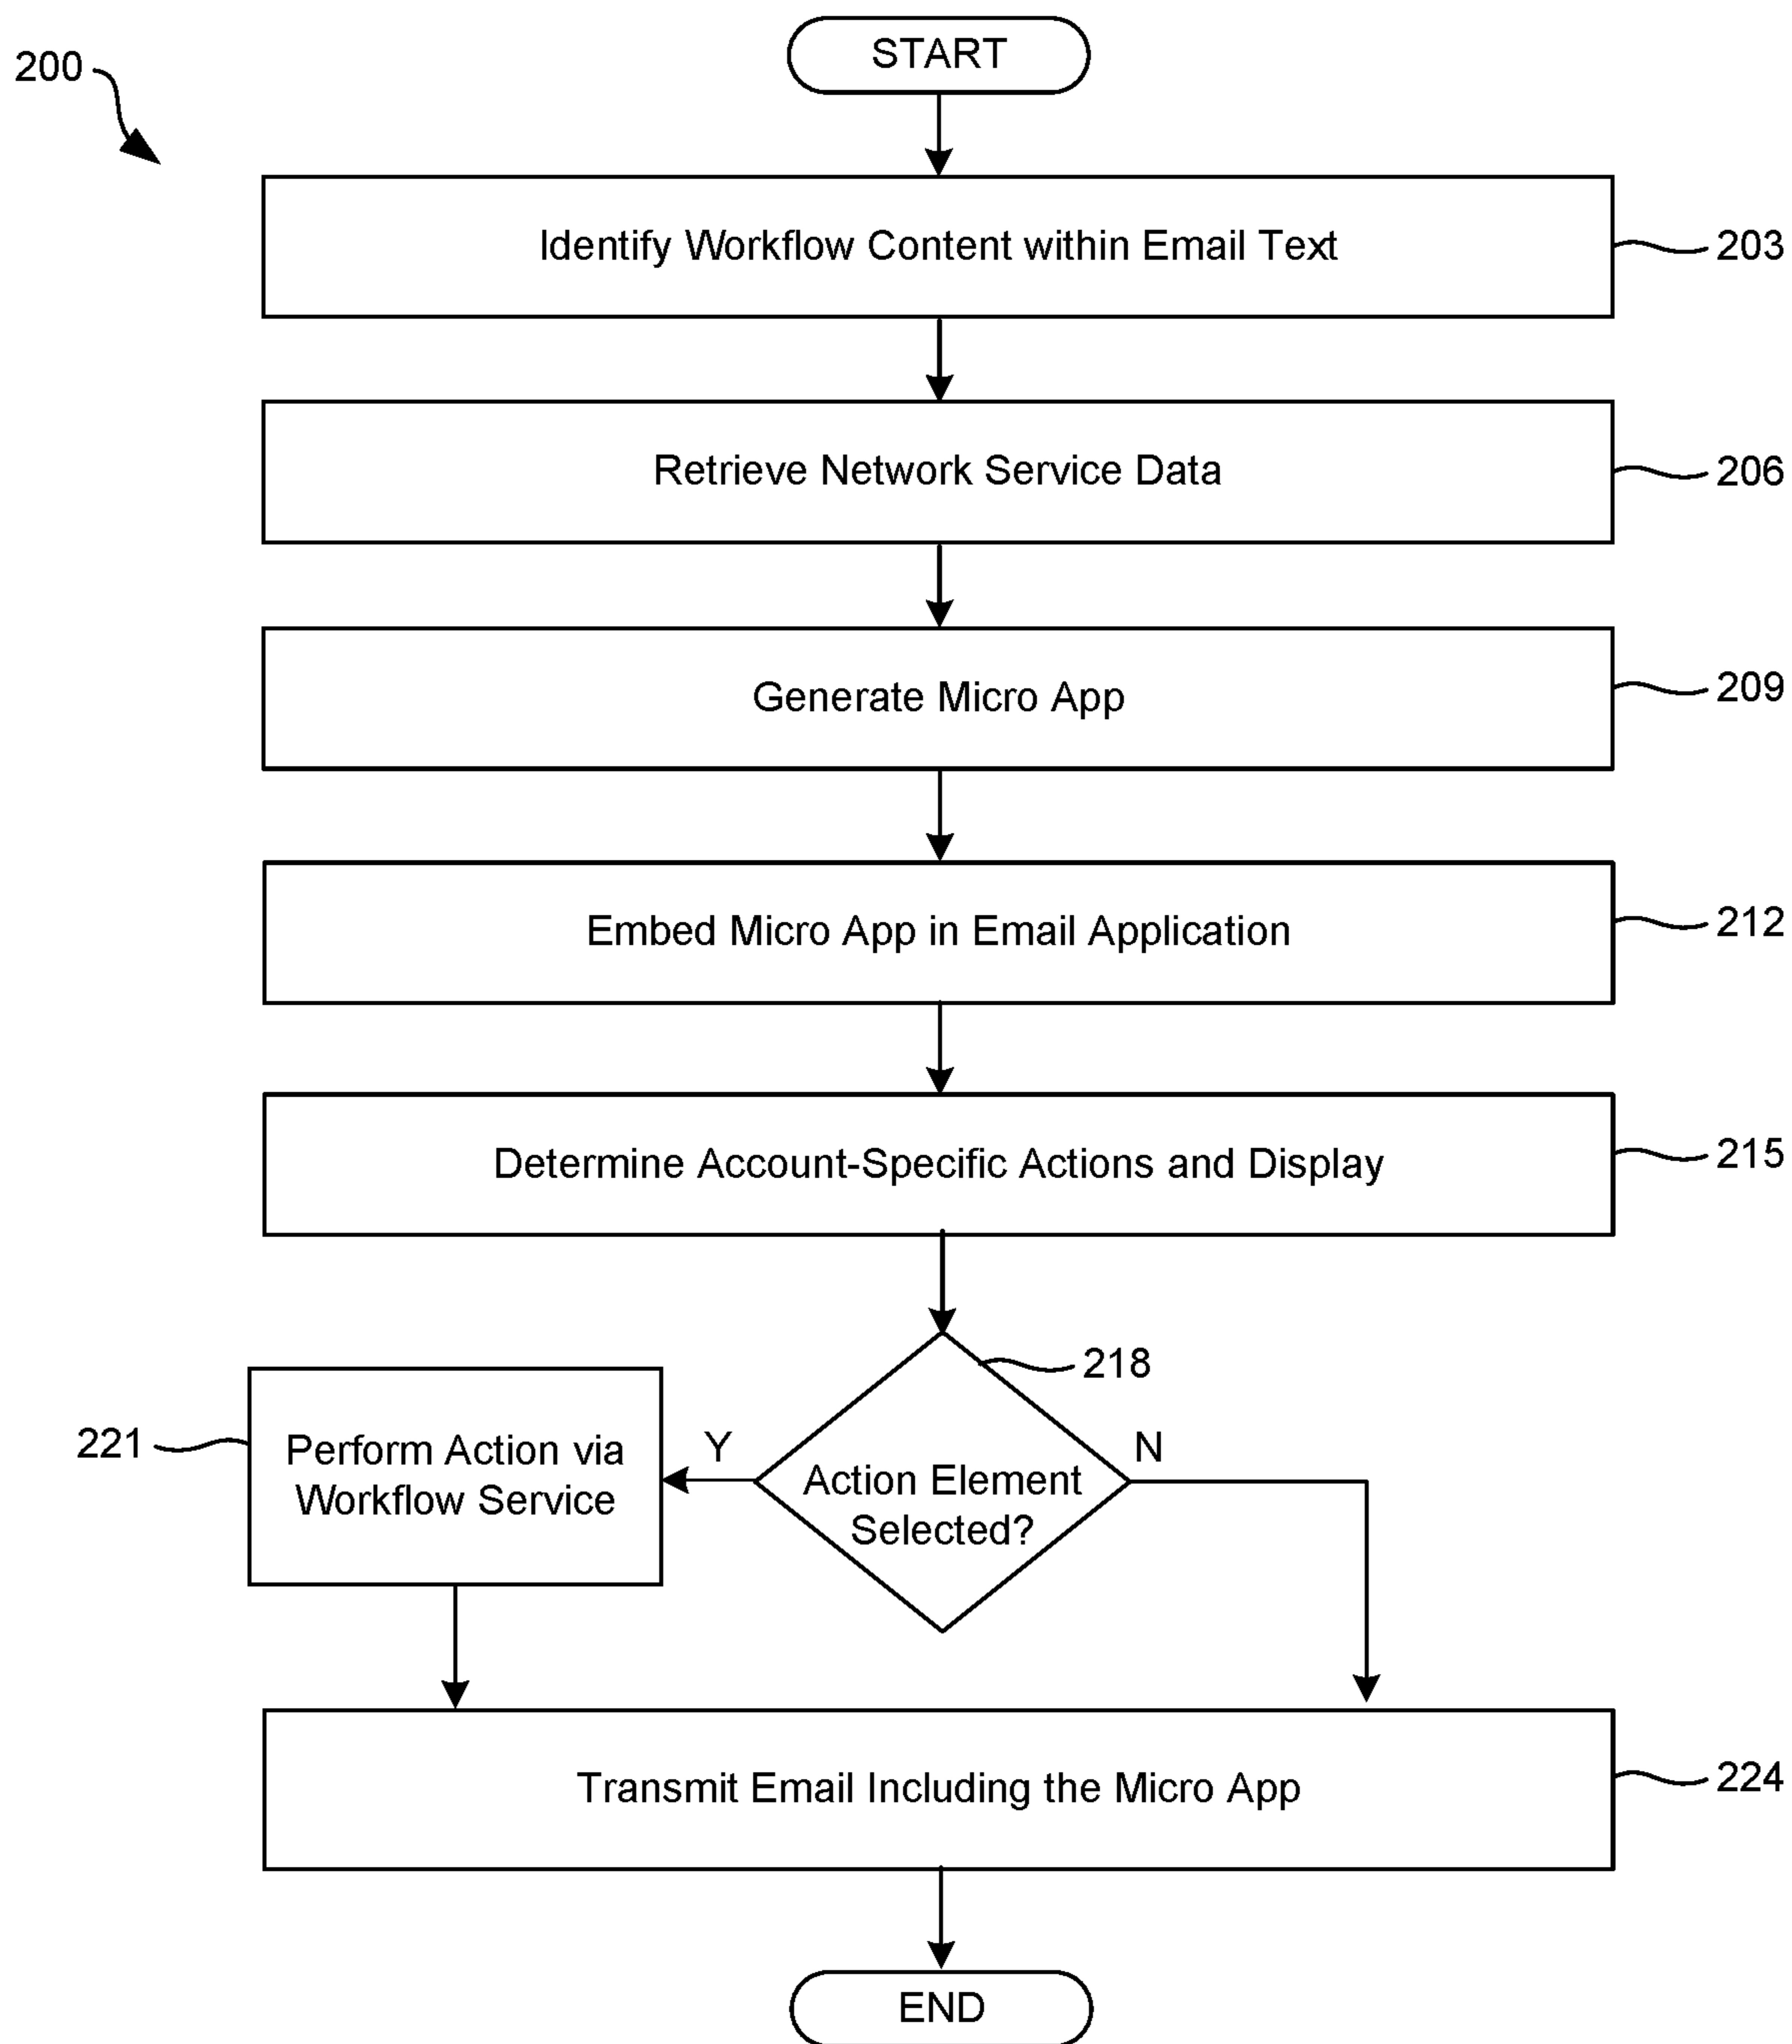 START
200
Identify Workflow Content within Email Text
203
Retrieve Network Service Data
206
Generate Micro App
209
Embed Micro App in Email Application
212
Determine Account-Specific Actions and Display
215
218
221
Perform Action via
Workflow Service
Y
Action Element
Selected?
N
Transmit Email Including the Micro App
224
END